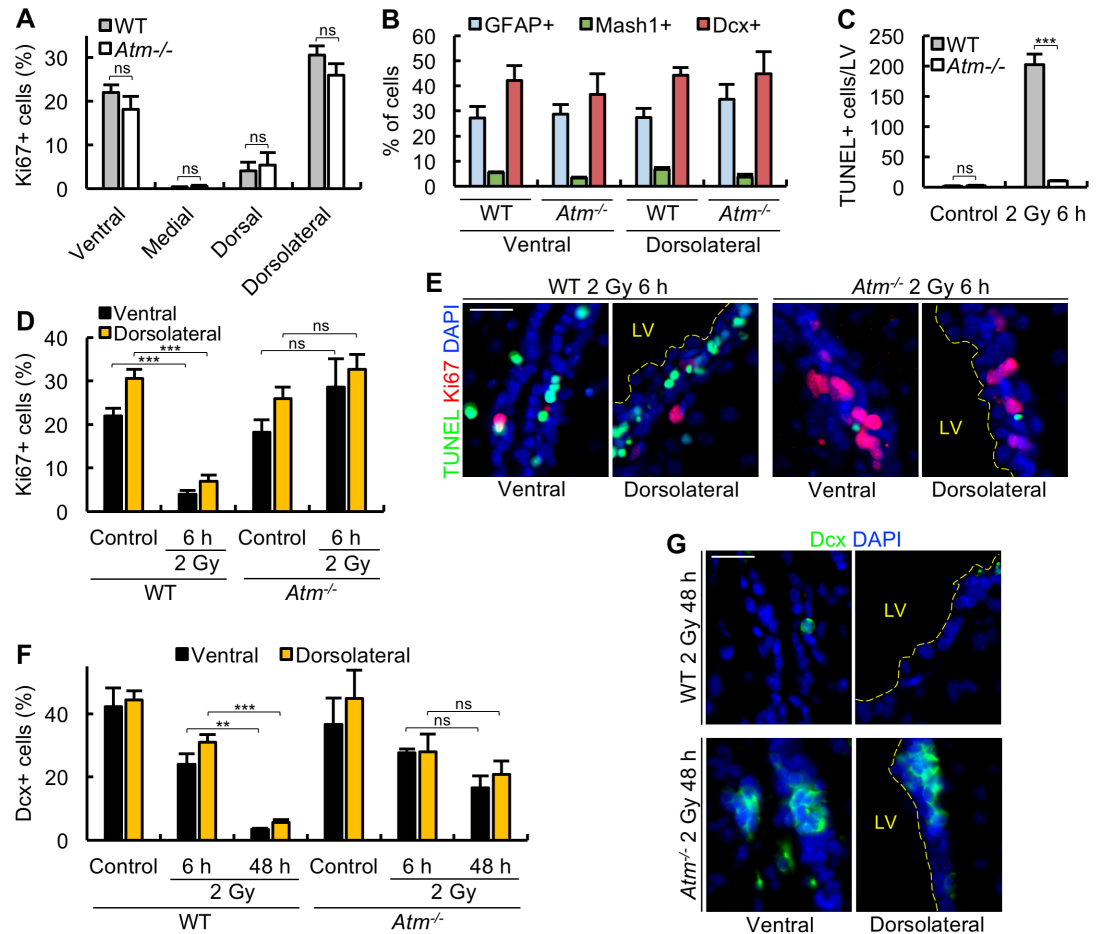 A
WT
Atm-/-
Ki67+ cells (%)
30
20
10
0
ns
ns
ns
ns
Ventral
Medial
Dorsal
Dorsolateral
B
GFAP+ Mash1+ Dcx+
% of cells
60
50
40
30
20
10
0
WT Atm-/- WT Atm-/-
Ventral Dorsolateral
C
WT
Atm-/-
TUNEL+ cells/LV
250
200
150
100
50
0
ns
***
Control 2 Gy 6 h
D
Ventral
Dorsolateral
Ki67+ cells (%)
40
30
20
10
0
***
***
ns
ns
Control 6 h Control 6 h
2 Gy 2 Gy
WT Atm-/-
E
WT 2 Gy 6 h Atm-/- 2 Gy 6 h
TUNEL Ki67 DAPI
LV
LV
Ventral Dorsolateral Ventral Dorsolateral
F
Ventral Dorsolateral
Dcx+ cells (%)
40
20
0
***
**
ns
ns
Control 6 h 48 h Control 6 h 48 h
2 Gy 2 Gy
WT Atm-/-
G
Dcx DAPI
WT 2 Gy 48 h
LV
Atm-/- 2 Gy 48 h
LV
Ventral Dorsolateral